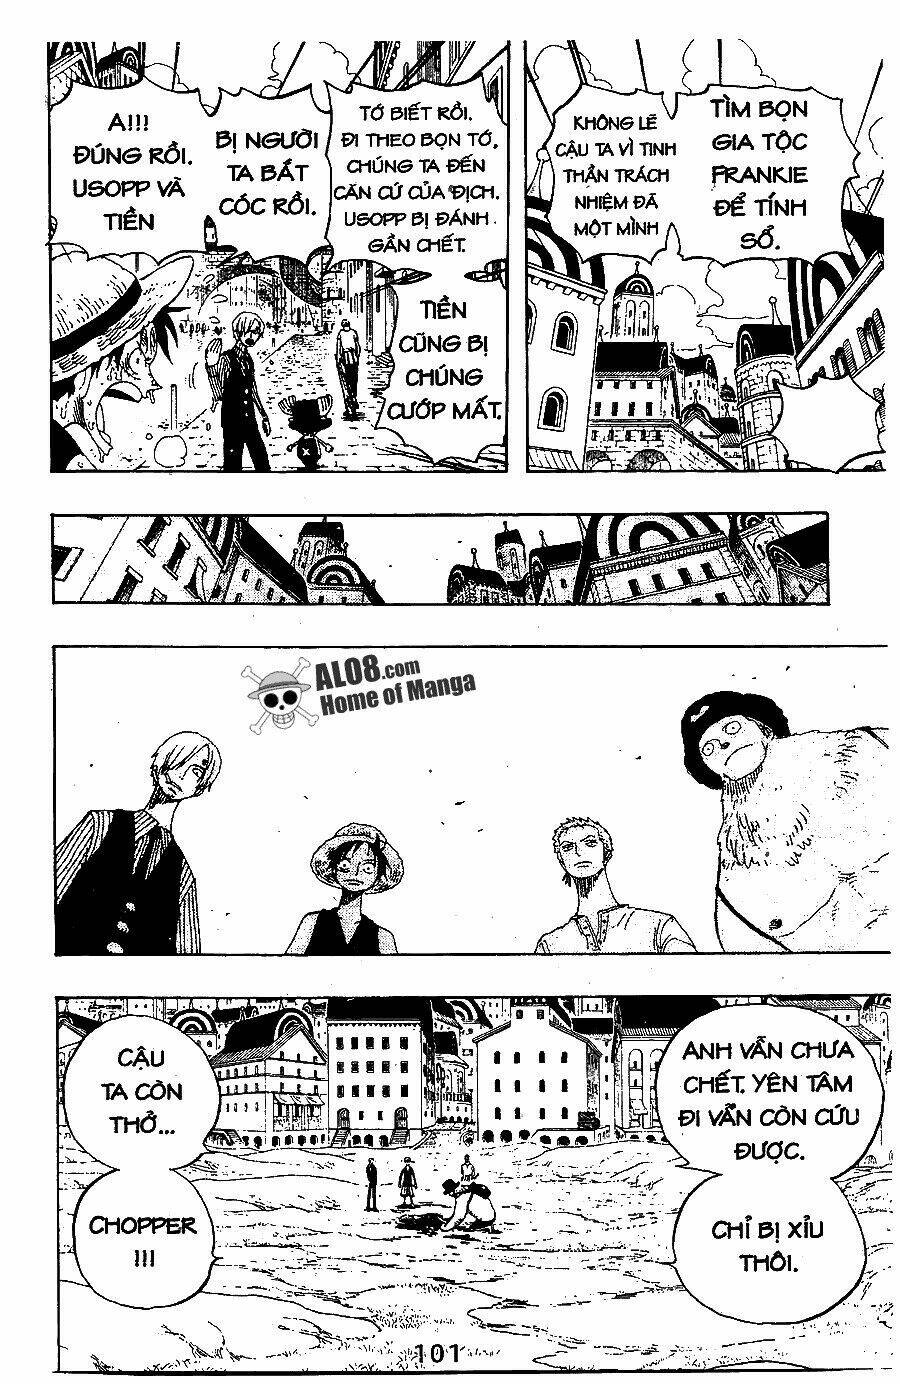 TÌM BỌN
GIA TỘC
FRANKIE
ĐỂ TÍNH
SỔ.
KHÔNG LẼ
CẬU TA VÌ TINH
THẦN TRÁCH
NHIỆM ĐÃ
MỘT MÌNH
TỚ BIẾT RỒI.
ĐI THEO BỌN TỚ.
CHÚNG TA ĐẾN
CĂN CỨ CỦA ĐỊCH.
USOPP BỊ ĐÁNH
GẦN CHẾT.
TIỀN
CŨNG BỊ
CHÚNG
CƯỚP MẤT.
BỊ NGƯỜI
TA BẮT
CÓC RỒI.
A!!!
ĐÚNG RỒI.
USOPP VÀ
TIỀN
AL08.com
Home of Manga
ANH VẪN CHƯA
CHẾT. YÊN TÂM
ĐI VẪN CÒN CỨU
ĐƯỢC.
CHỈ BỊ XỈU
THÔI.
CẬU
TA CÒN
THỞ...
CHOPPER
!!!
101